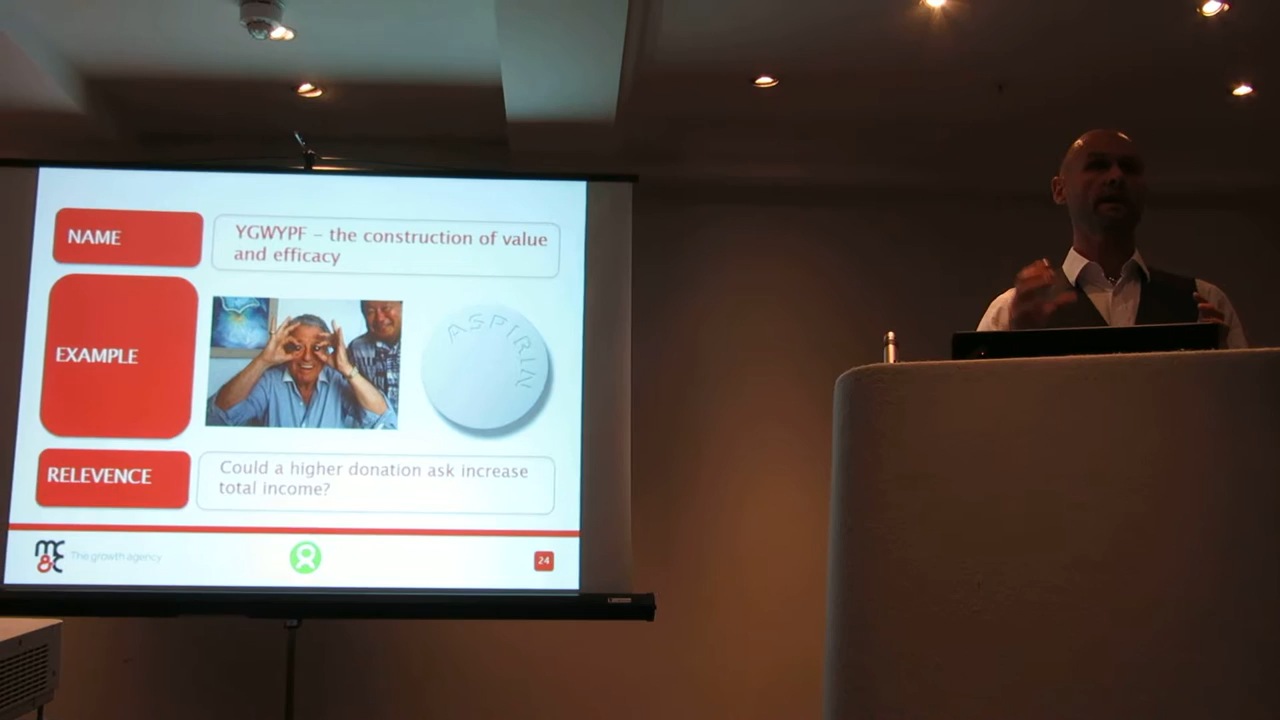 NAME
YGWYPF – the construction of value
and efficacy
EXAMPLE
ASPIRIN
RELEVENCE
Could a higher donation ask increase
total income?
mc&c The growth agency
24